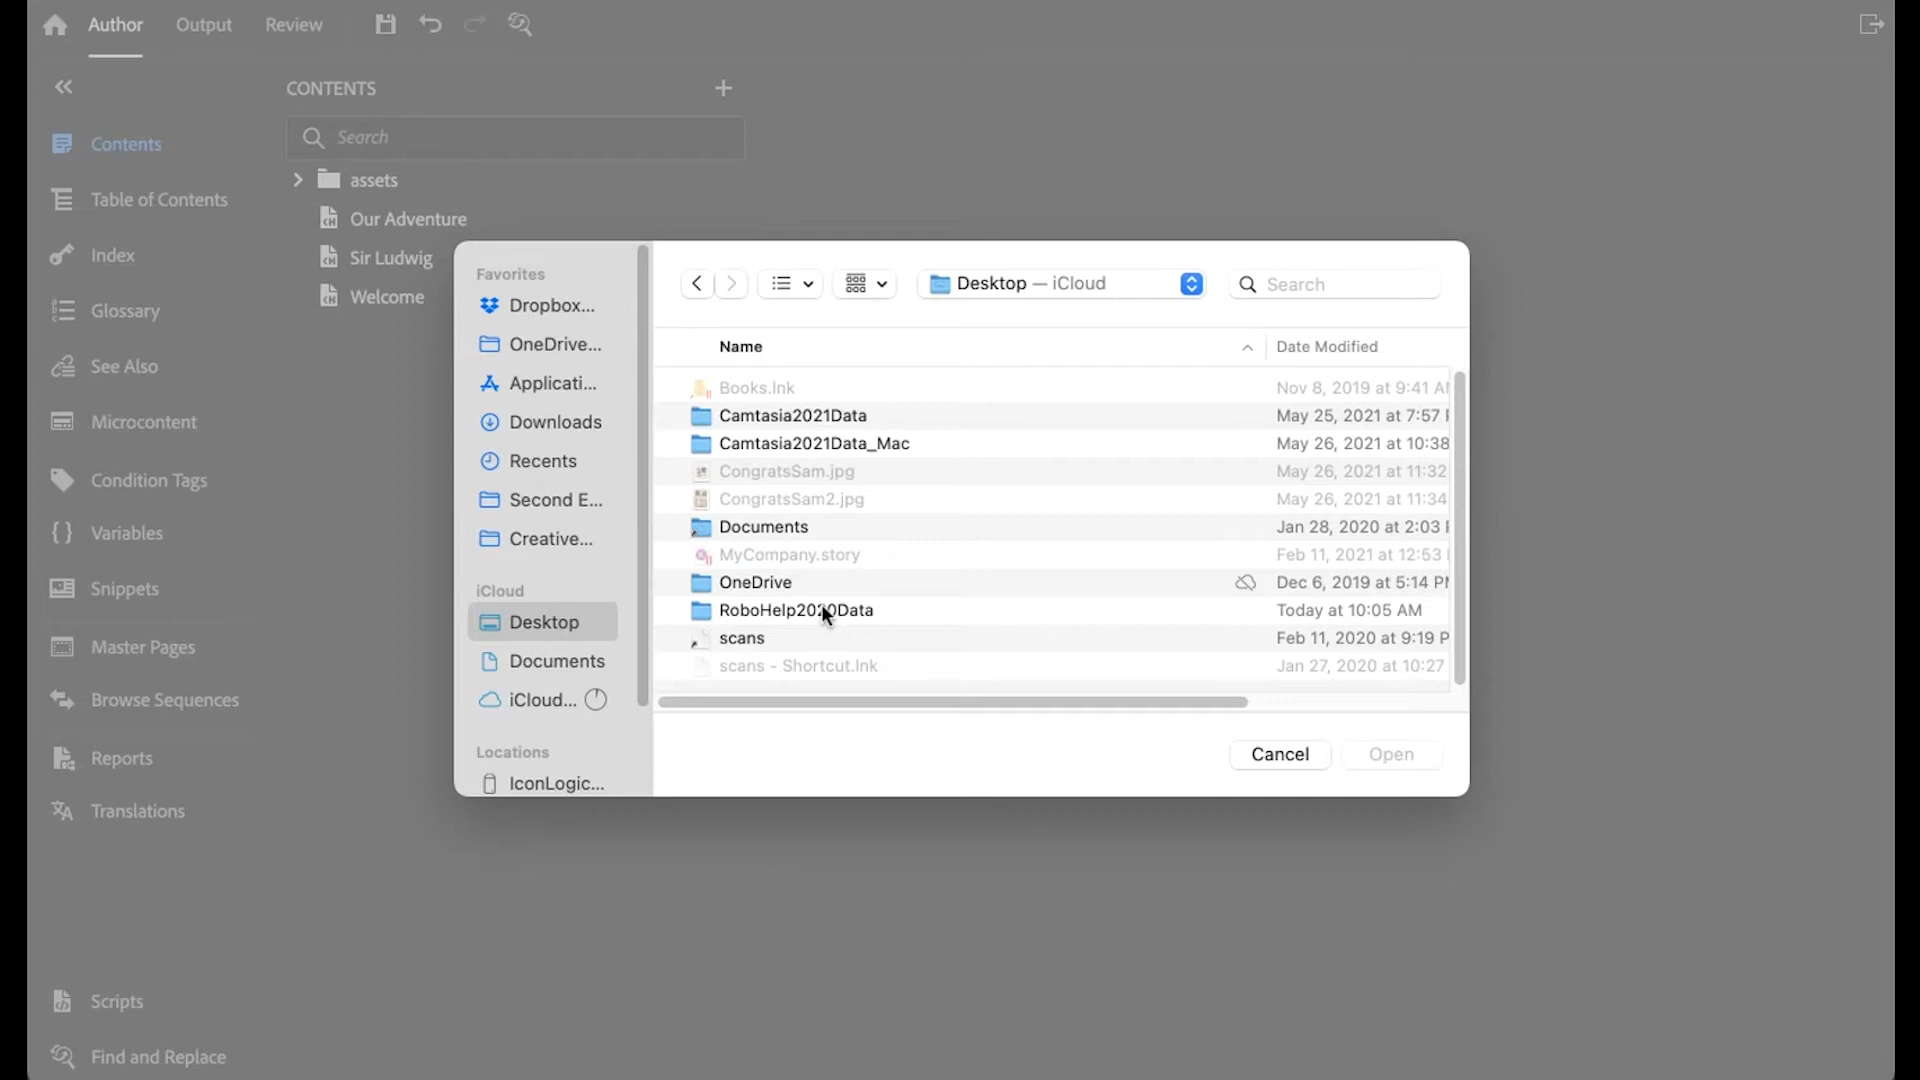 Author Output Review
CONTENTS
Search
Contents
Table of Contents
Index
Glossary
See Also
Microcontent
Condition Tags
Variables
Snippets
Master Pages
Browse Sequences
Reports
Translations
Scripts
Find and Replace
assets
Our Adventure
Sir Ludwig
Welcome
Favorites
Dropbox...
OneDrive...
Applicati...
Downloads
Recents
Second E...
Creative...
iCloud
Desktop
Documents
iCloud...
Locations
IconLogic...
Desktop — iCloud
Search
Name Date Modified
Books.lnk Nov 8, 2019 at 9:41 AM
Camtasia2021Data May 25, 2021 at 7:57
Camtasia2021Data_Mac May 26, 2021 at 10:38
CongratsSam.jpg May 26, 2021 at 11:32
CongratsSam2.jpg May 26, 2021 at 11:34
Documents Jan 28, 2020 at 2:03
MyCompany.story Feb 11, 2021 at 12:53
OneDrive Dec 6, 2019 at 5:14 PM
RoboHelp2020Data Today at 10:05 AM
scans Feb 11, 2020 at 9:19 P
scans - Shortcut.lnk Jan 27, 2020 at 10:27
Cancel Open